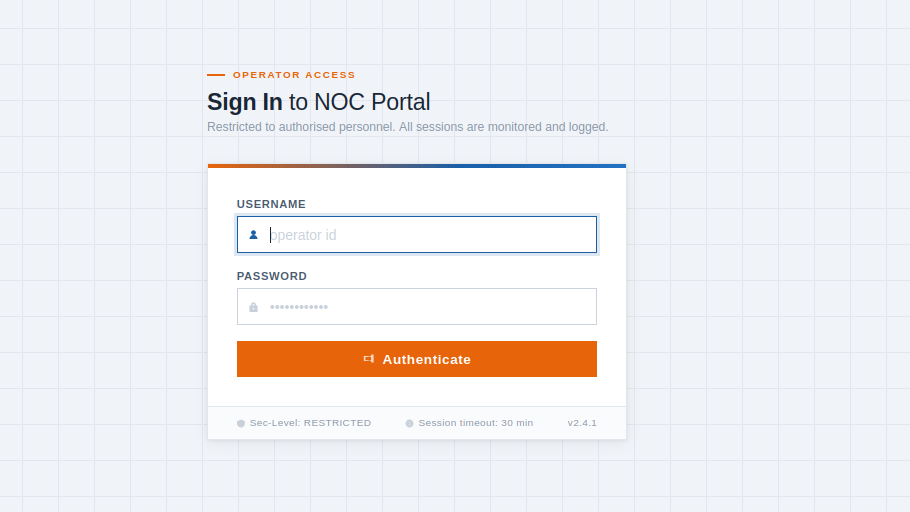 OPERATOR ACCESS
Sign In to NOC Portal
Restricted to authorised personnel. All sessions are monitored and logged.
USERNAME
operator id
PASSWORD
••••••••••••
Authenticate
Sec-Level: RESTRICTED Session timeout: 30 min v2.4.1